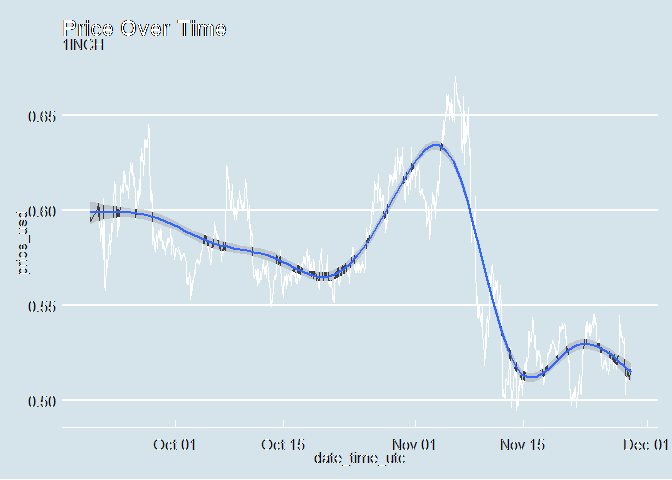 Price Over Time
1INCH
0.65
0.60
0.55
0.50
price_usd
Oct 01
Oct 15
Nov 01
Nov 15
Dec 01
date_time_utc